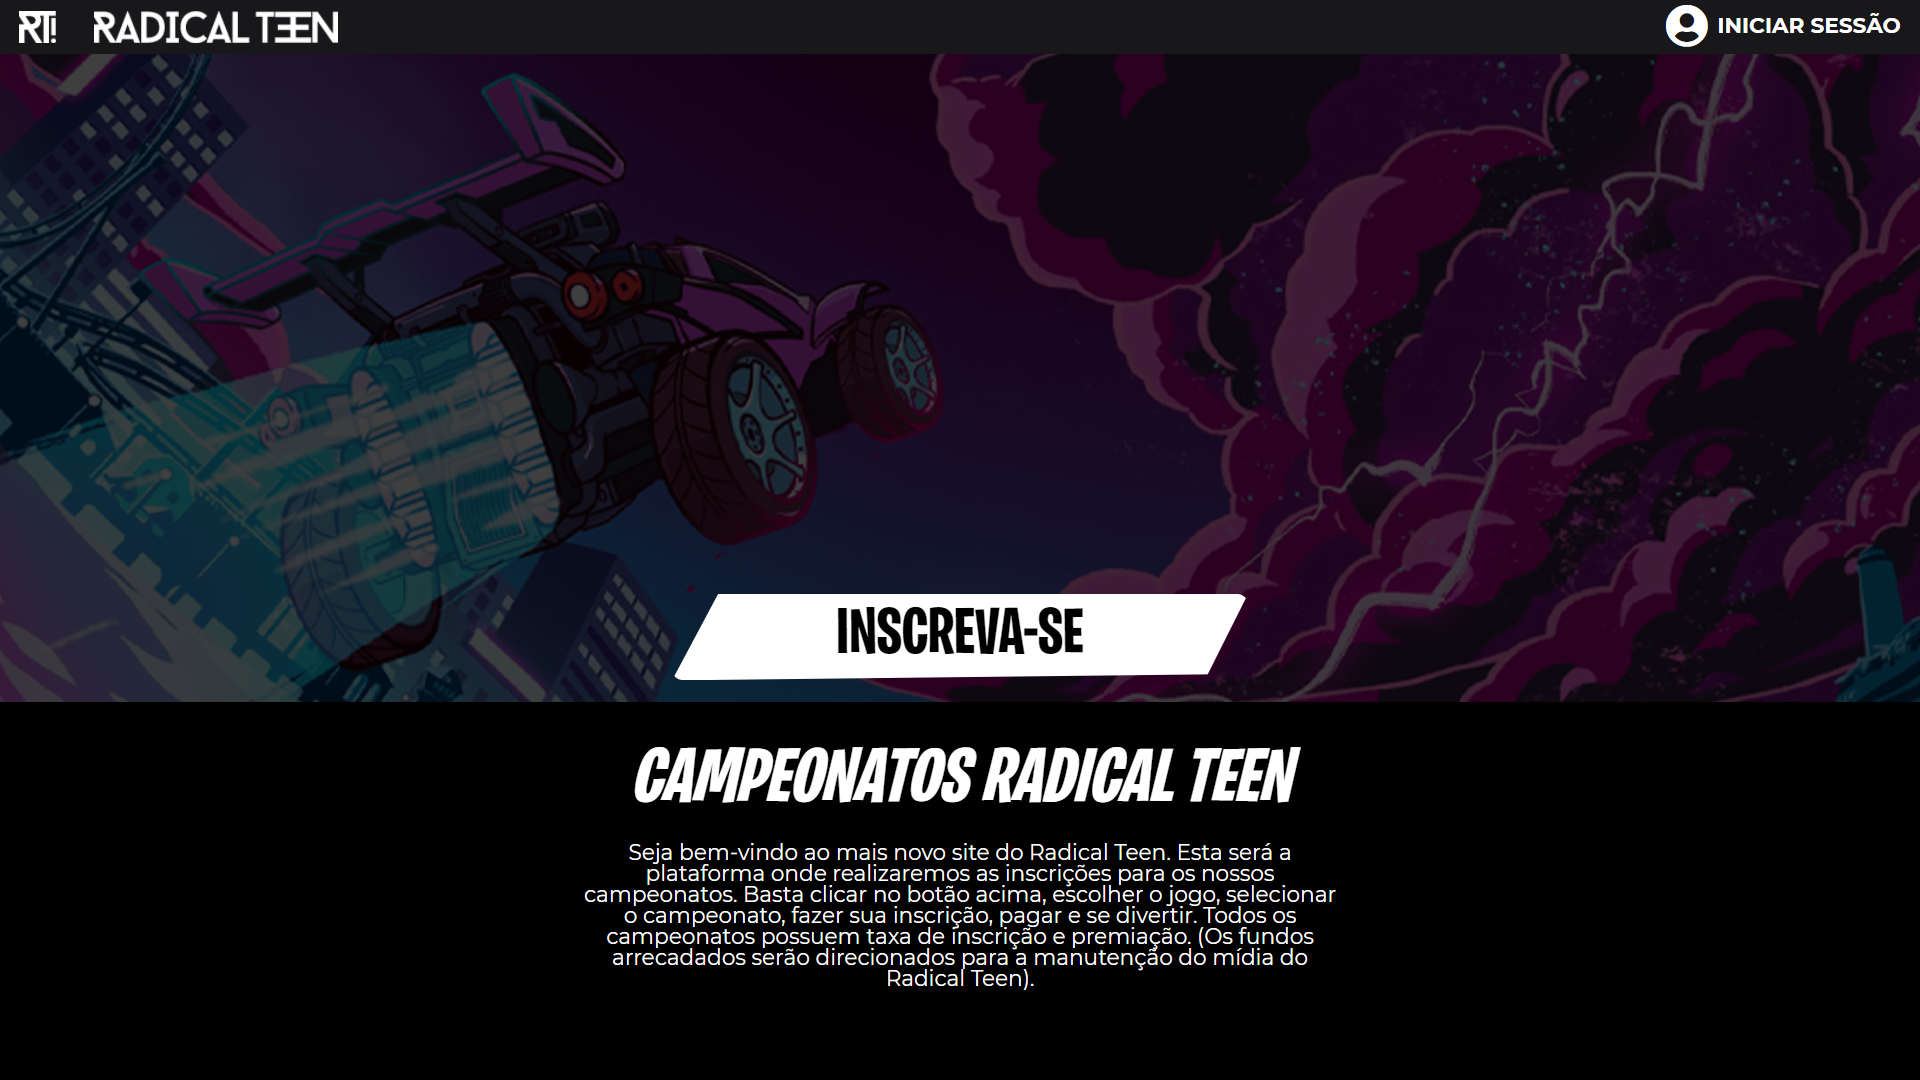 RT!
RADICAL TEEN
INICIAR SESSÃO
INSCREVA-SE
CAMPEONATOS RADICAL TEEN
Seja bem-vindo ao mais novo site do Radical Teen. Esta será a
plataforma onde realizaremos as inscrições para os nossos
campeonatos. Basta clicar no botão acima, escolher o jogo, selecionar
o campeonato, fazer sua inscrição, pagar e se divertir. Todos os
campeonatos possuem taxa de inscrição e premiação. (Os fundos
arrecadados serão direcionados para a manutenção do mídia do
Radical Teen).